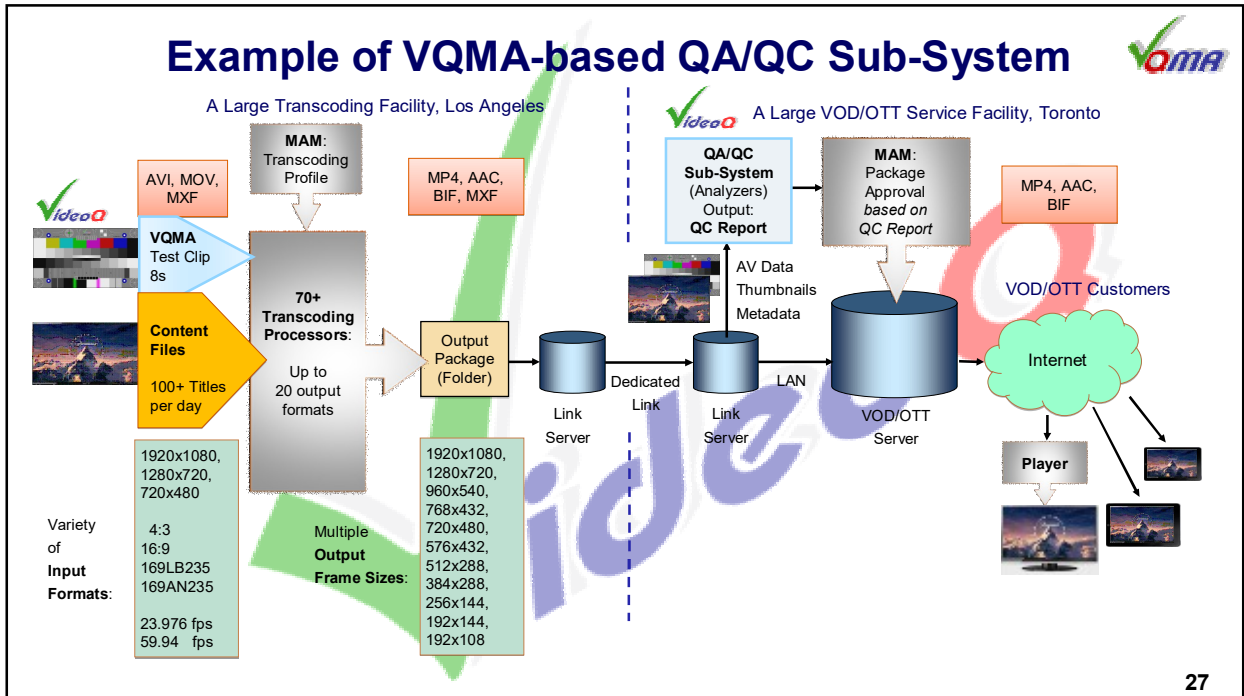 Example of VQMA-based QA/QC Sub-System
VQMA
A Large Transcoding Facility, Los Angeles
VideoQ
A Large VOD/OTT Service Facility, Toronto
MAM:
Transcoding
Profile
AVI, MOV,
MXF
MP4, AAC,
BIF, MXF
QA/QC
Sub-System
(Analyzers)
Output:
QC Report
MAM:
Package
Approval
based on
QC Report
MP4, AAC,
BIF
VideoQ
VQMA
Test Clip
8s
Content
Files
100+ Titles
per day
70+
Transcoding
Processors:
Up to
20 output
formats
Output
Package
(Folder)
Link
Server
Dedicated
Link
Link
Server
AV Data
Thumbnails
Metadata
LAN
VOD/OTT
Server
VOD/OTT Customers
Internet
Player
Variety
of
Input
Formats:
1920x1080,
1280x720,
720x480
4:3
16:9
169LB235
169AN235
23.976 fps
59.94 fps
Multiple
Output
Frame Sizes:
1920x1080,
1280x720,
960x540,
768x432,
720x480,
576x432,
512x288,
384x288,
256x144,
192x144,
192x108
VideoQ
27